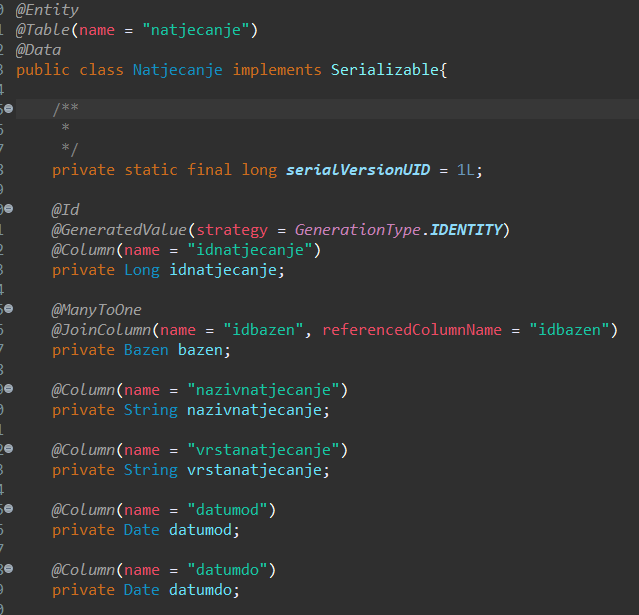 @Entity
@Table(name = "natjecanje")
@Data
public class Natjecanje implements Serializable{
/**
*
*/
private static final long serialVersionUID = 1L;
@Id
@GeneratedValue(strategy = GenerationType.IDENTITY)
@Column(name = "idnatjecanje")
private Long idnatjecanje;
@ManyToOne
@JoinColumn(name = "idbazen", referencedColumnName = "idbazen")
private Bazen bazen;
@Column(name = "nazivnatjecanje")
private String nazivnatjecanje;
@Column(name = "vrstanatjecanje")
private String vrstanatjecanje;
@Column(name = "datumod")
private Date datumod;
@Column(name = "datumdo")
private Date datumdo;